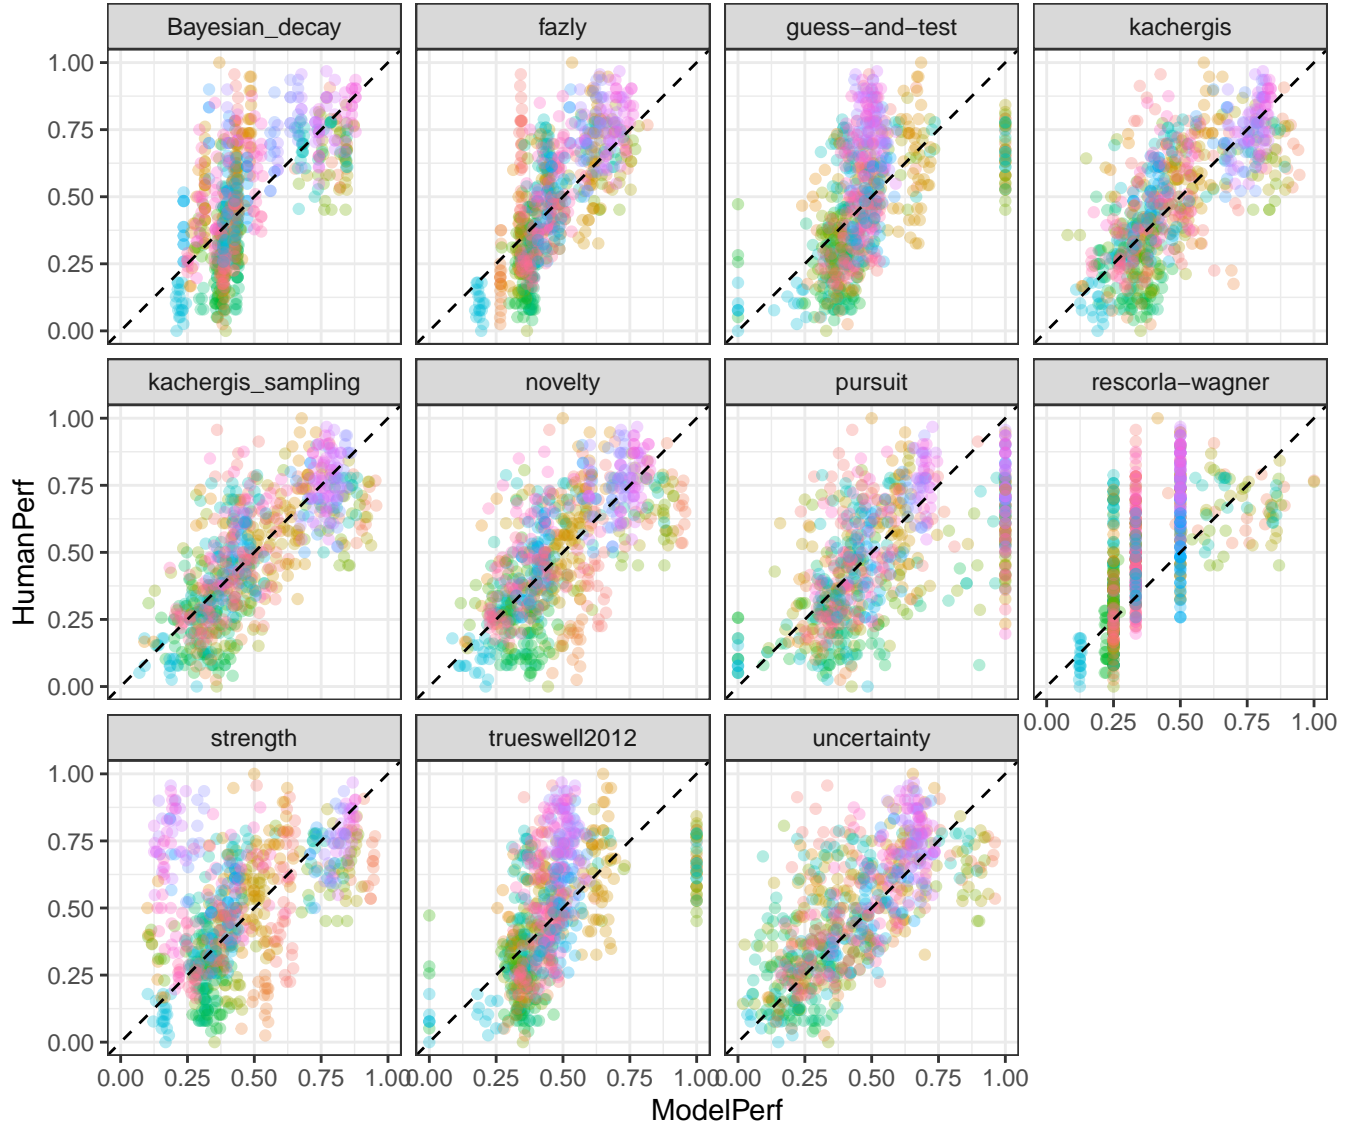 Bayesian_decay fazly guess−and−test kachergis
1.00
0.75
0.50
0.25
0.00
kachergis_sampling novelty pursuit rescorla−wagner
1.00
0.75
0.50
0.25
0.00
0.00 0.25 0.50 0.75 1.00
strength trueswell2012 uncertainty
1.00
0.75
0.50
0.25
0.00
0.00 0.25 0.50 0.75 1.00 0.00 0.25 0.50 0.75 1.00 0.00 0.25 0.50 0.75 1.00
HumanPerf
ModelPerf